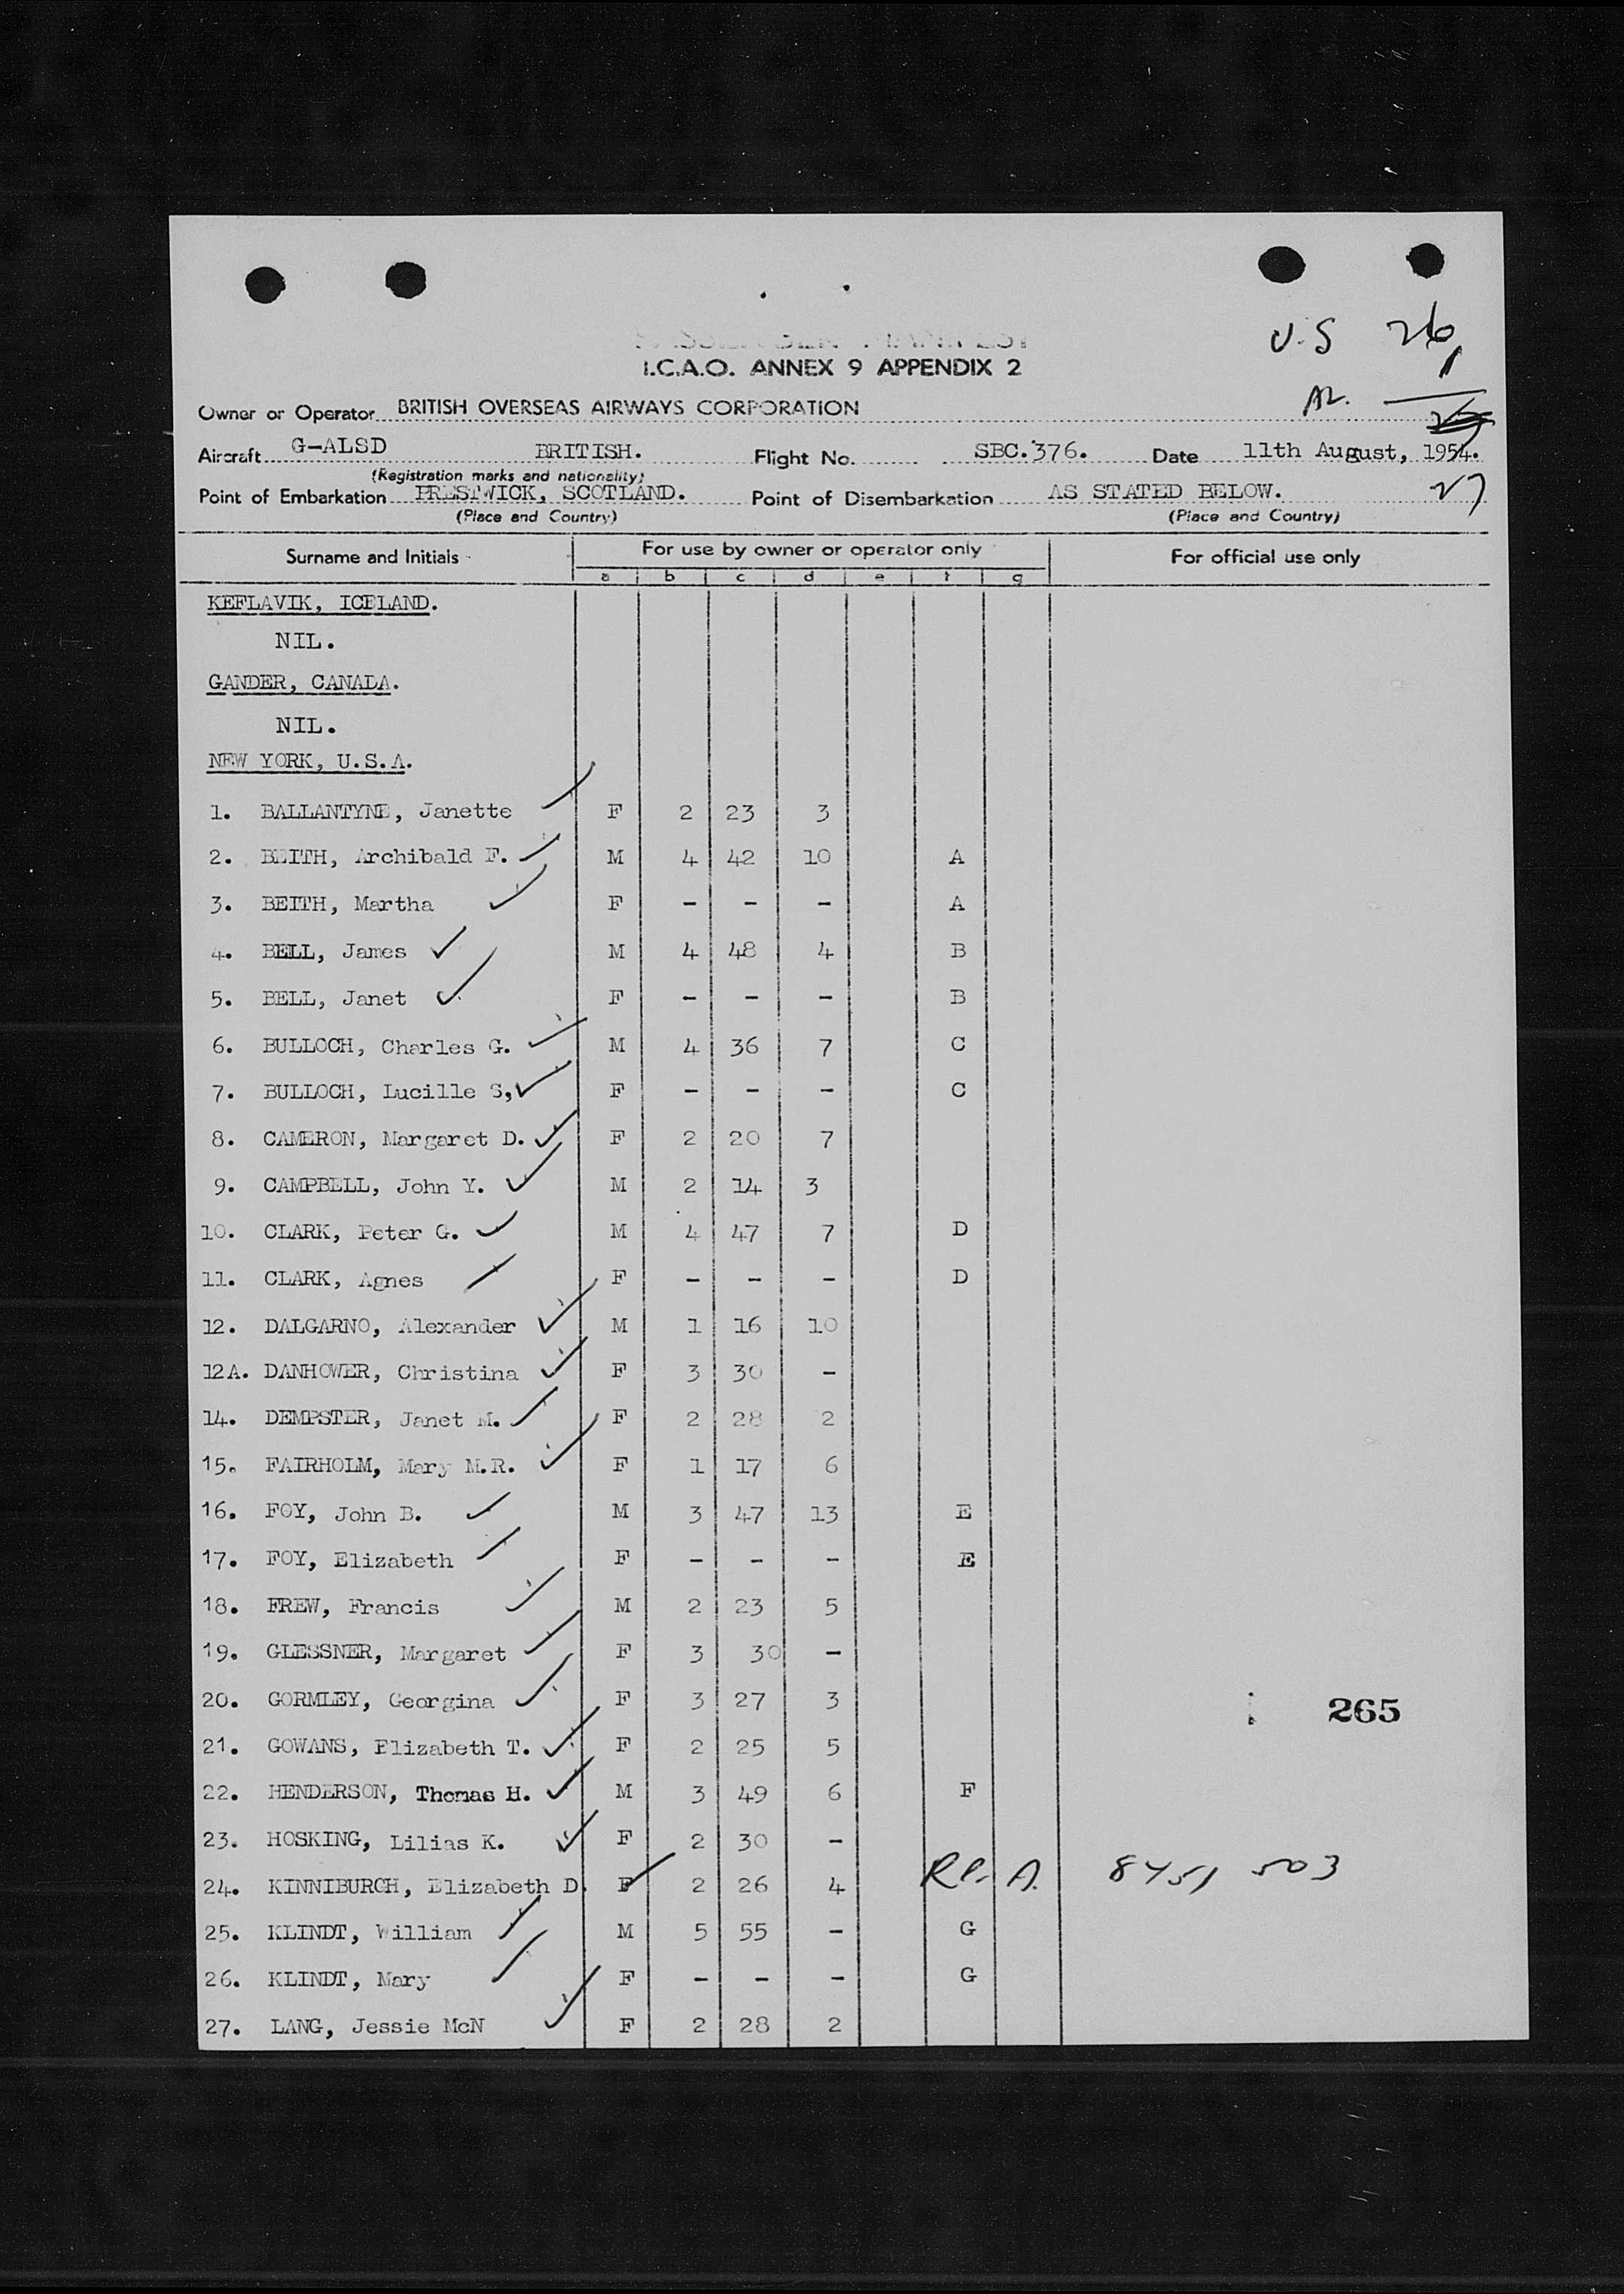 U.S 26
1
I.C.A.O. ANNEX 9 APPENDIX 2
Owner or Operator BRITISH OVERSEAS AIRWAYS CORPORATION
Aircraft G-ALSD BRITISH. Flight No. SBC.376. Date 11th August, 1954.
(Registration marks and nationality)
Point of Embarkation PRESTWICK, SCOTLAND. Point of Disembarkation AS STATED BELOW. 27
(Place and Country) (Place and Country)
Surname and Initials For use by owner or operator only For official use only
a b c d e f g
KEFLAVIK, ICELAND.
NIL.
GANDER, CANADA.
NIL.
NEW YORK, U.S.A.
1. BALLANTYNE, Janette F 2 23 3
2. BEITH, Archibald F. M 4 42 10 A
3. BEITH, Martha F - - - A
4. BELL, James M 4 48 4 B
5. BELL, Janet F - - - B
6. BULLOCH, Charles G. M 4 36 7 C
7. BULLOCH, Lucille S, F - - - C
8. CAMERON, Margaret D. F 2 20 7
9. CAMPBELL, John Y. M 2 14 3
10. CLARK, Peter G. M 4 47 7 D
11. CLARK, Agnes F - - - D
12. DALGARNO, Alexander M 1 16 10
12A. DANHOWER, Christina F 3 30 -
14. DEMPSTER, Janet M. F 2 28 2
15. FAIRHOLM, Mary M.R. F 1 17 6
16. FOY, John B. M 3 47 13 E
17. FOY, Elizabeth F - - - E
18. FREW, Francis M 2 23 5
19. GLESSNER, Margaret F 3 30 -
20. GORMLEY, Georgina F 3 27 3
265
21. GOWANS, Elizabeth T. F 2 25 5
22. HENDERSON, Thomas H. M 3 49 6 F
23. HOSKING, Lilias K. F 2 30 -
24. KINNIBURGH, Elizabeth D. F 2 26 4 A 8451 503
25. KLINDT, William M 5 55 - G
26. KLINDT, Mary F - - - G
27. LANG, Jessie McN F 2 28 2